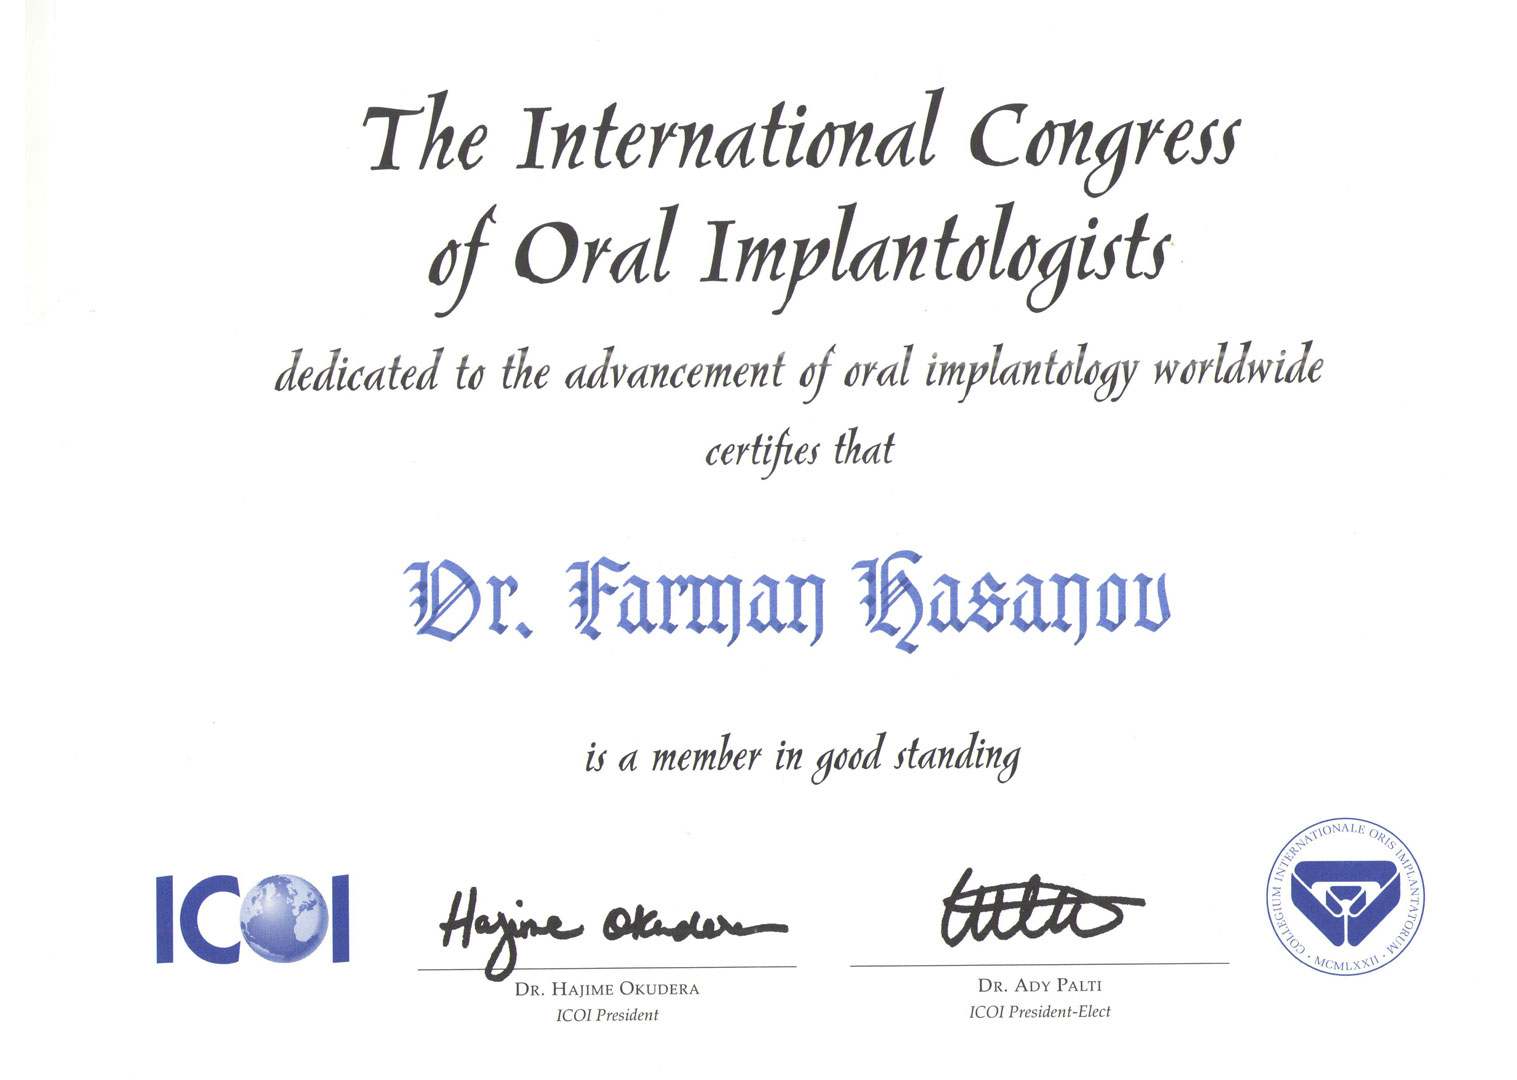 The International Congress
of Oral Implantologists
dedicated to the advancement of oral implantology worldwide
certifies that
Dr. Farman Hasanov
is a member in good standing
ICOI
Hajime Okudera
DR. HAJIME OKUDERA
ICOI President
DR. ADY PALTI
ICOI President-Elect
COLLEGIUM INTERNATIONALE ORIS IMPLANTATORUM
· MCMLXXII ·